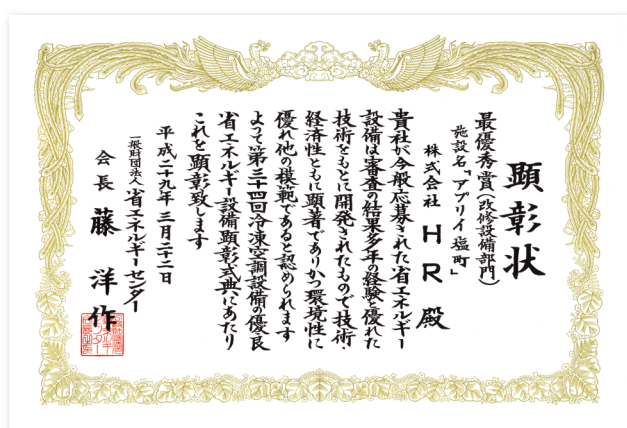 顕彰状
最優秀賞(改修設備部門)
施設名「アプリイ塩町」
株式会社 HR 殿
貴社が今般応募された省エネルギー
設備は審査の結果多年の経験と優れた
技術をもとに開発されたもので技術・
経済性ともに顕著でありかつ環境性に
優れ他の模範であると認められます
よって第三十四回冷凍空調設備の優良
省エネルギー設備顕彰式典にあたり
これを顕彰致します
平成二十九年三月二十二日
一般財団法人 省エネルギーセンター
会長 藤洋作